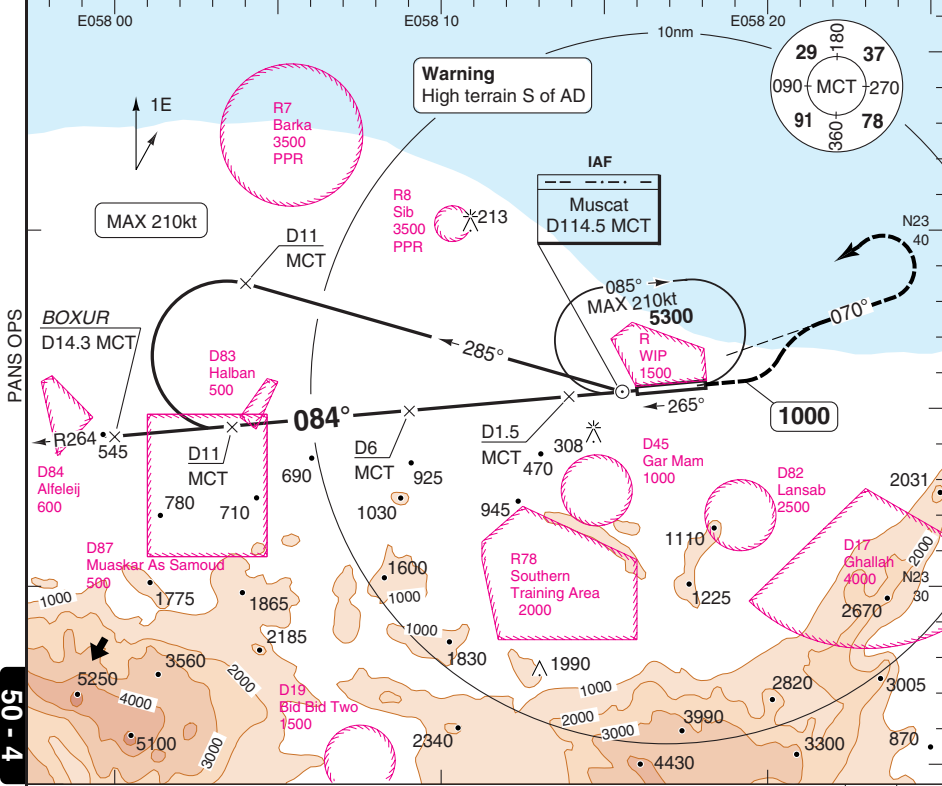 E058 00
E058 10
E058 20
10nm
180
29
37
090
MCT
270
91
78
360
Warning
High terrain S of AD
1E
R7
Barka
3500
PPR
IAF
Muscat
D114.5 MCT
R8
Sib
3500
PPR
213
MAX 210kt
N23
40
D11
MCT
085°
MAX 210kt
5300
070°
BOXUR
D14.3 MCT
PANS OPS
285°
R
WIP
1500
D83
Halban
500
265°
1000
084°
R264
545
D11
MCT
D6
MCT
D1.5
MCT
308
470
D45
Gar Mam
1000
690
925
D84
Alfeleij
600
D82
Lansab
2500
2031
780
710
1030
945
1110
D87
Muaskar As Samoud
500
R78
Southern
Training Area
2000
D17
Ghallah
4000
2000
N23
30
1600
1000
1000
1775
1865
1225
2670
2185
1000
1830
1990
5250
3560
2000
4000
D19
Bid Bid Two
1500
1000
2820
3005
2000
3990
3000
5100
3000
2340
3300
870
4430
50 - 4